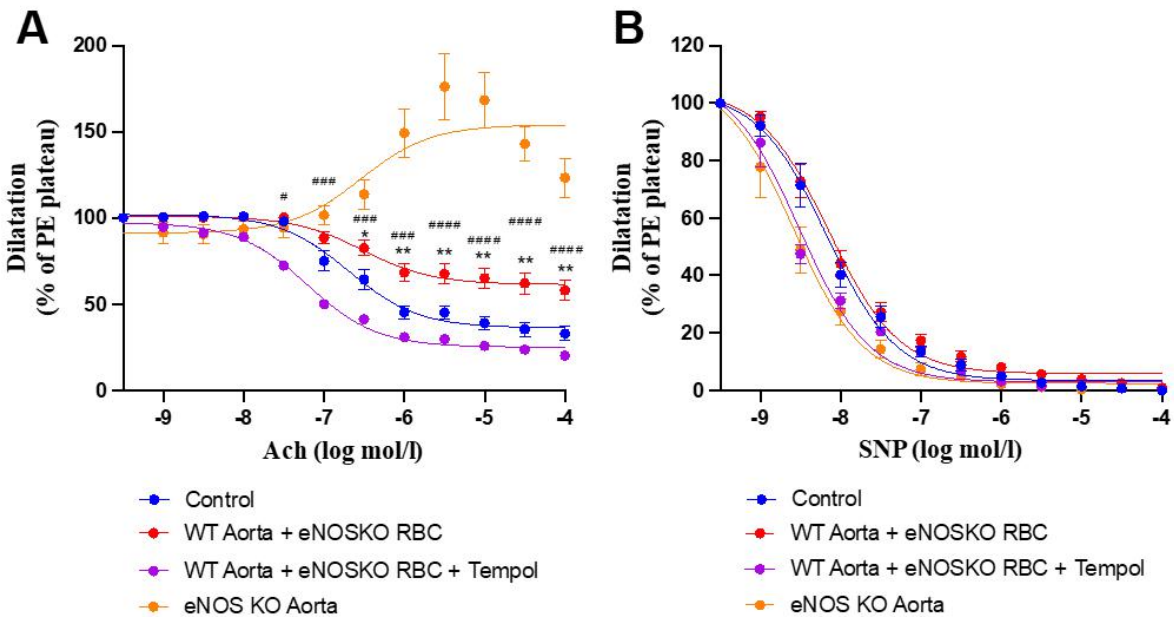 A
200
150
100
50
0
Dilatation
(% of PE plateau)
#
###
###
*
###
**
####
**
####
**
####
**
####
**
-9
-8
-7
-6
-5
-4
Ach (log mol/l)
Control
WT Aorta + eNOSKO RBC
WT Aorta + eNOSKO RBC + Tempol
eNOS KO Aorta
B
120
100
80
60
40
20
0
Dilatation
(% of PE plateau)
-9
-8
-7
-6
-5
-4
SNP (log mol/l)
Control
WT Aorta + eNOSKO RBC
WT Aorta + eNOSKO RBC + Tempol
eNOS KO Aorta